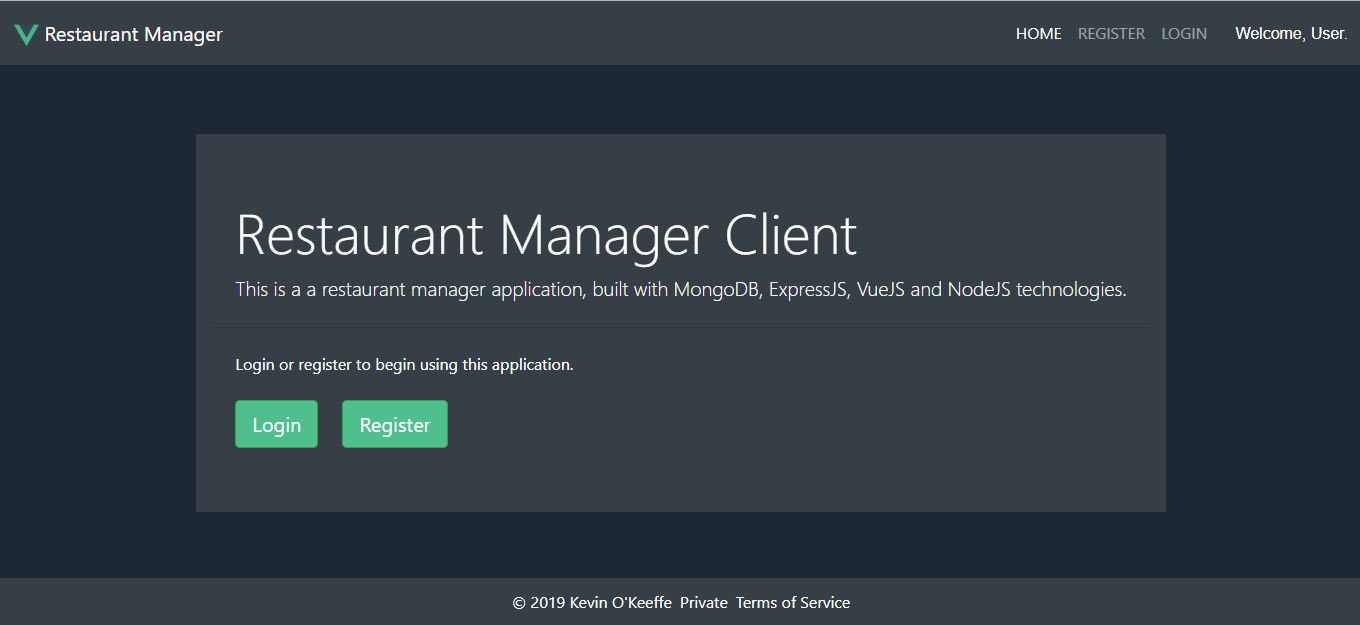 Restaurant Manager HOME REGISTER LOGIN Welcome, User.
Restaurant Manager Client
This is a a restaurant manager application, built with MongoDB, ExpressJS, VueJS and NodeJS technologies.
Login or register to begin using this application.
Login Register
© 2019 Kevin O'Keeffe Private Terms of Service